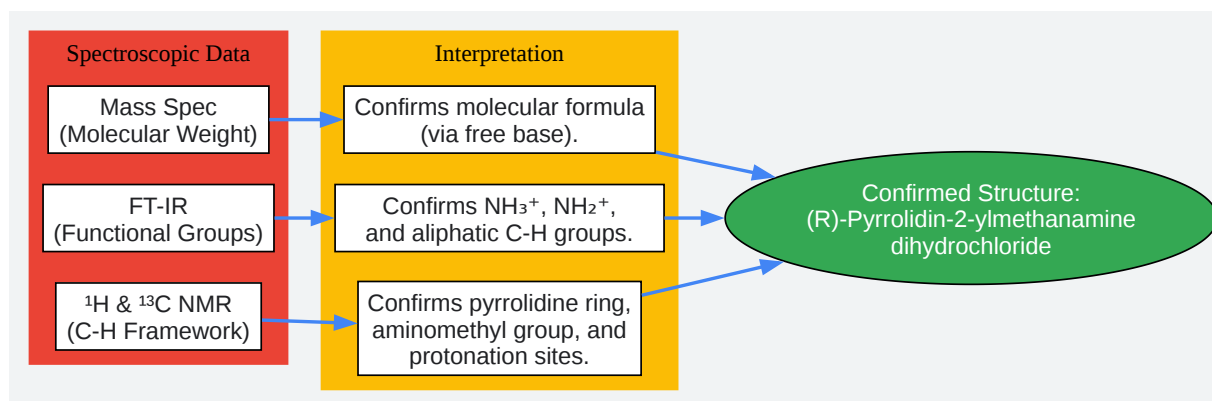 Spectroscopic Data
Mass Spec
(Molecular Weight)
FT-IR
(Functional Groups)
¹H & ¹³C NMR
(C-H Framework)
Interpretation
Confirms molecular formula
(via free base).
Confirms NH₃⁺, NH₂⁺,
and aliphatic C-H groups.
Confirms pyrrolidine ring,
aminomethyl group, and
protonation sites.
Confirmed Structure:
(R)-Pyrrolidin-2-ylmethanamine
dihydrochloride